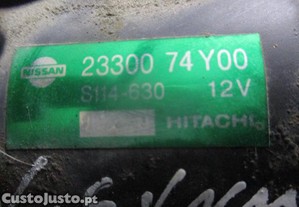 NISSAN 23300 74Y00
S114-630 12V
HITACHI
CustoJusto.pt